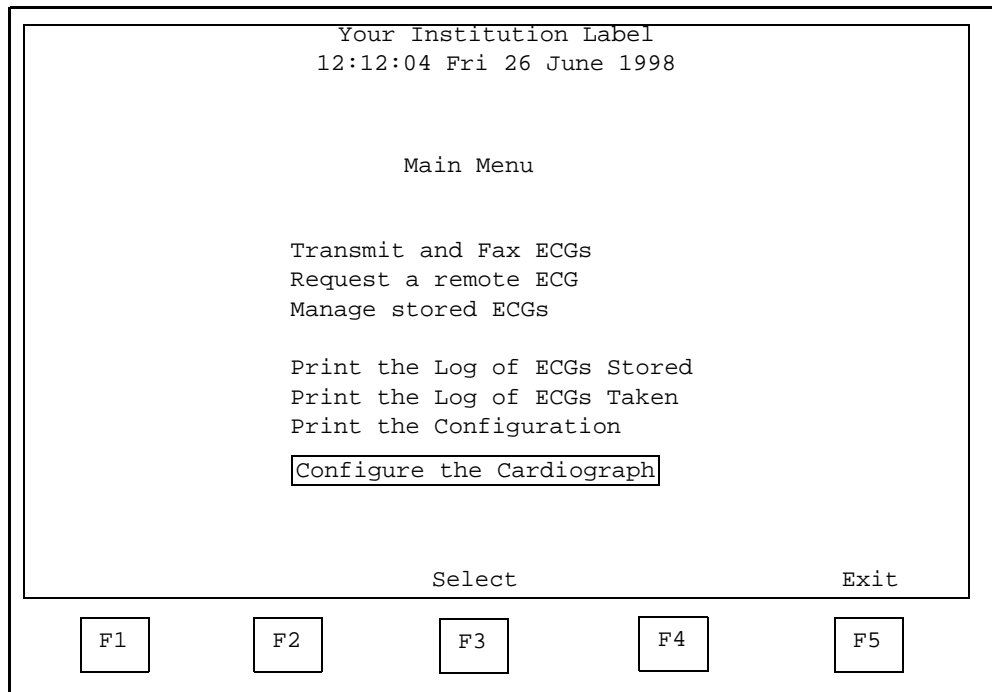 Your Institution Label
12:12:04 Fri 26 June 1998
Main Menu
Transmit and Fax ECGs
Request a remote ECG
Manage stored ECGs
Print the Log of ECGs Stored
Print the Log of ECGs Taken
Print the Configuration
Configure the Cardiograph
Select Exit
F1 F2 F3 F4 F5